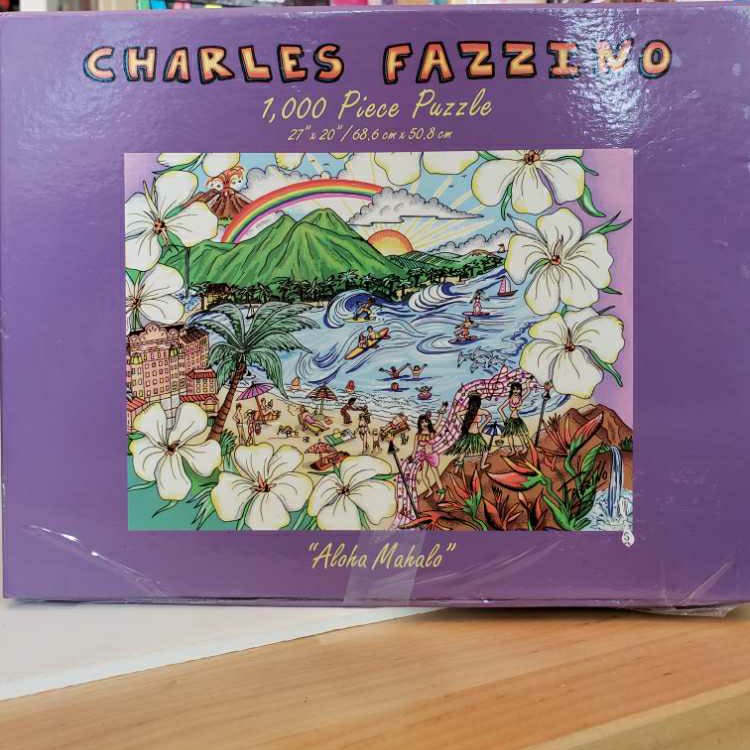 CHARLES FAZZINO
1,000 Piece Puzzle
27" x 20" / 68,6 cm x 50,8 cm
"Aloha Mahalo"